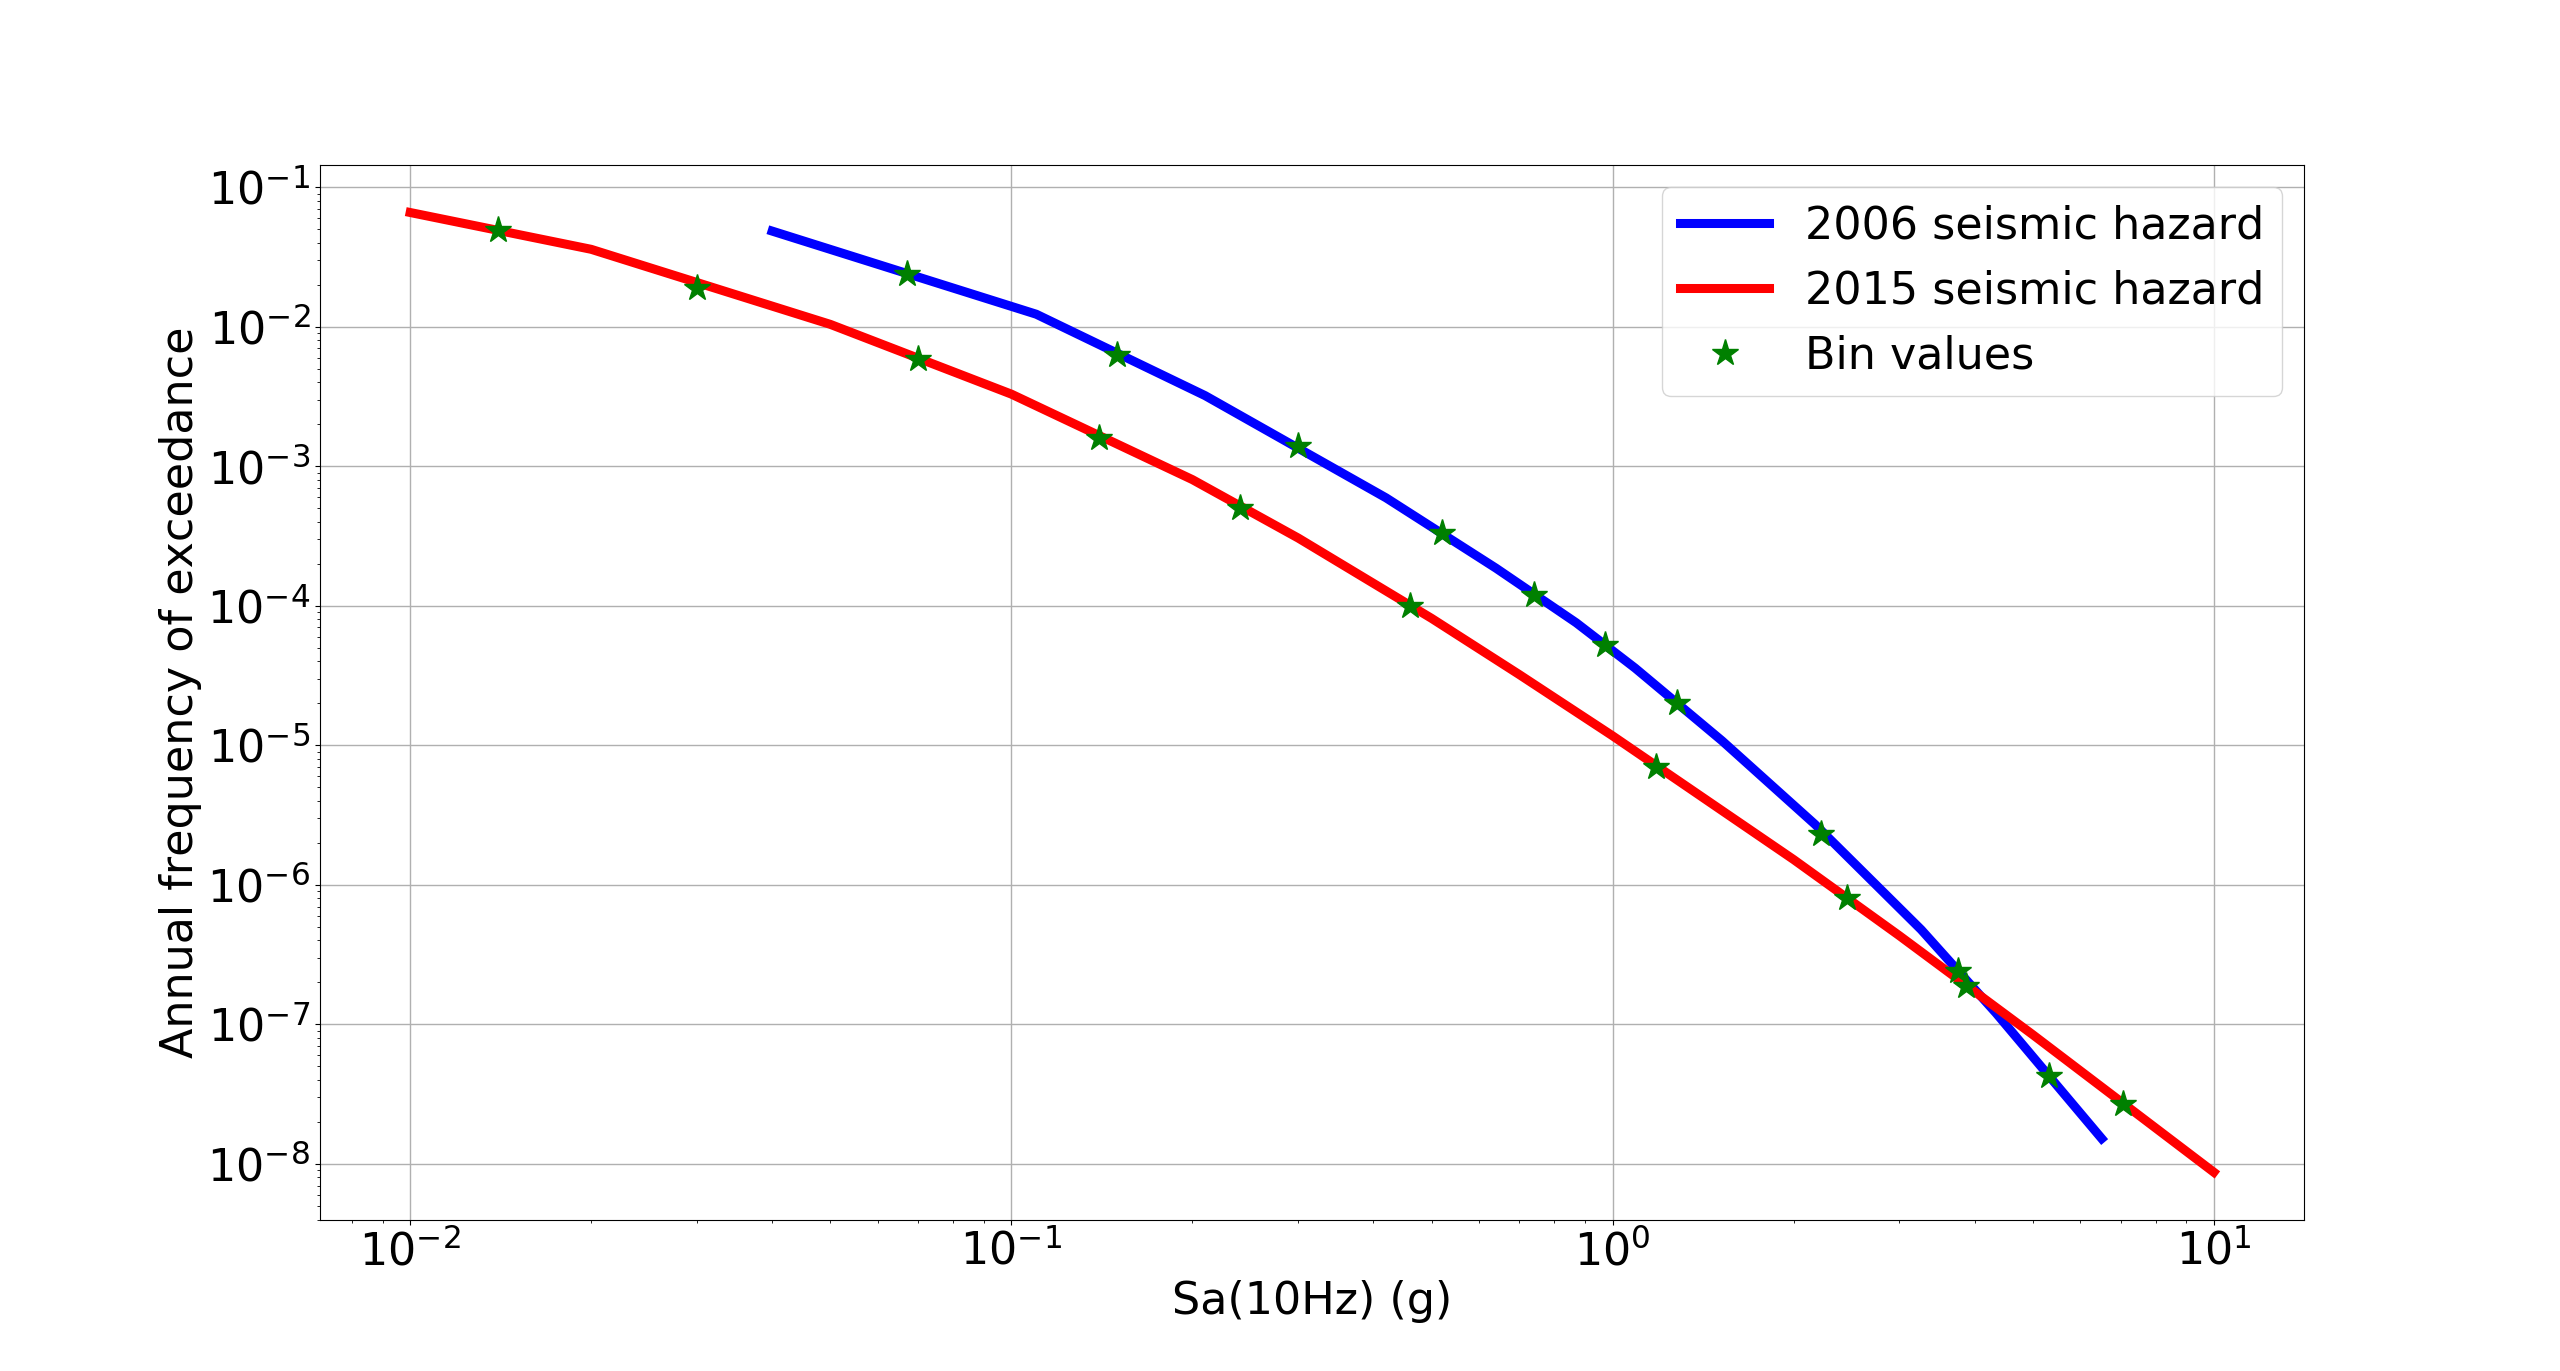 10⁻¹
10⁻²
10⁻³
10⁻⁴
10⁻⁵
10⁻⁶
10⁻⁷
10⁻⁸
Annual frequency of exceedance
2006 seismic hazard
2015 seismic hazard
Bin values
10⁻² 10⁻¹ 10⁰ 10¹
Sa(10Hz) (g)